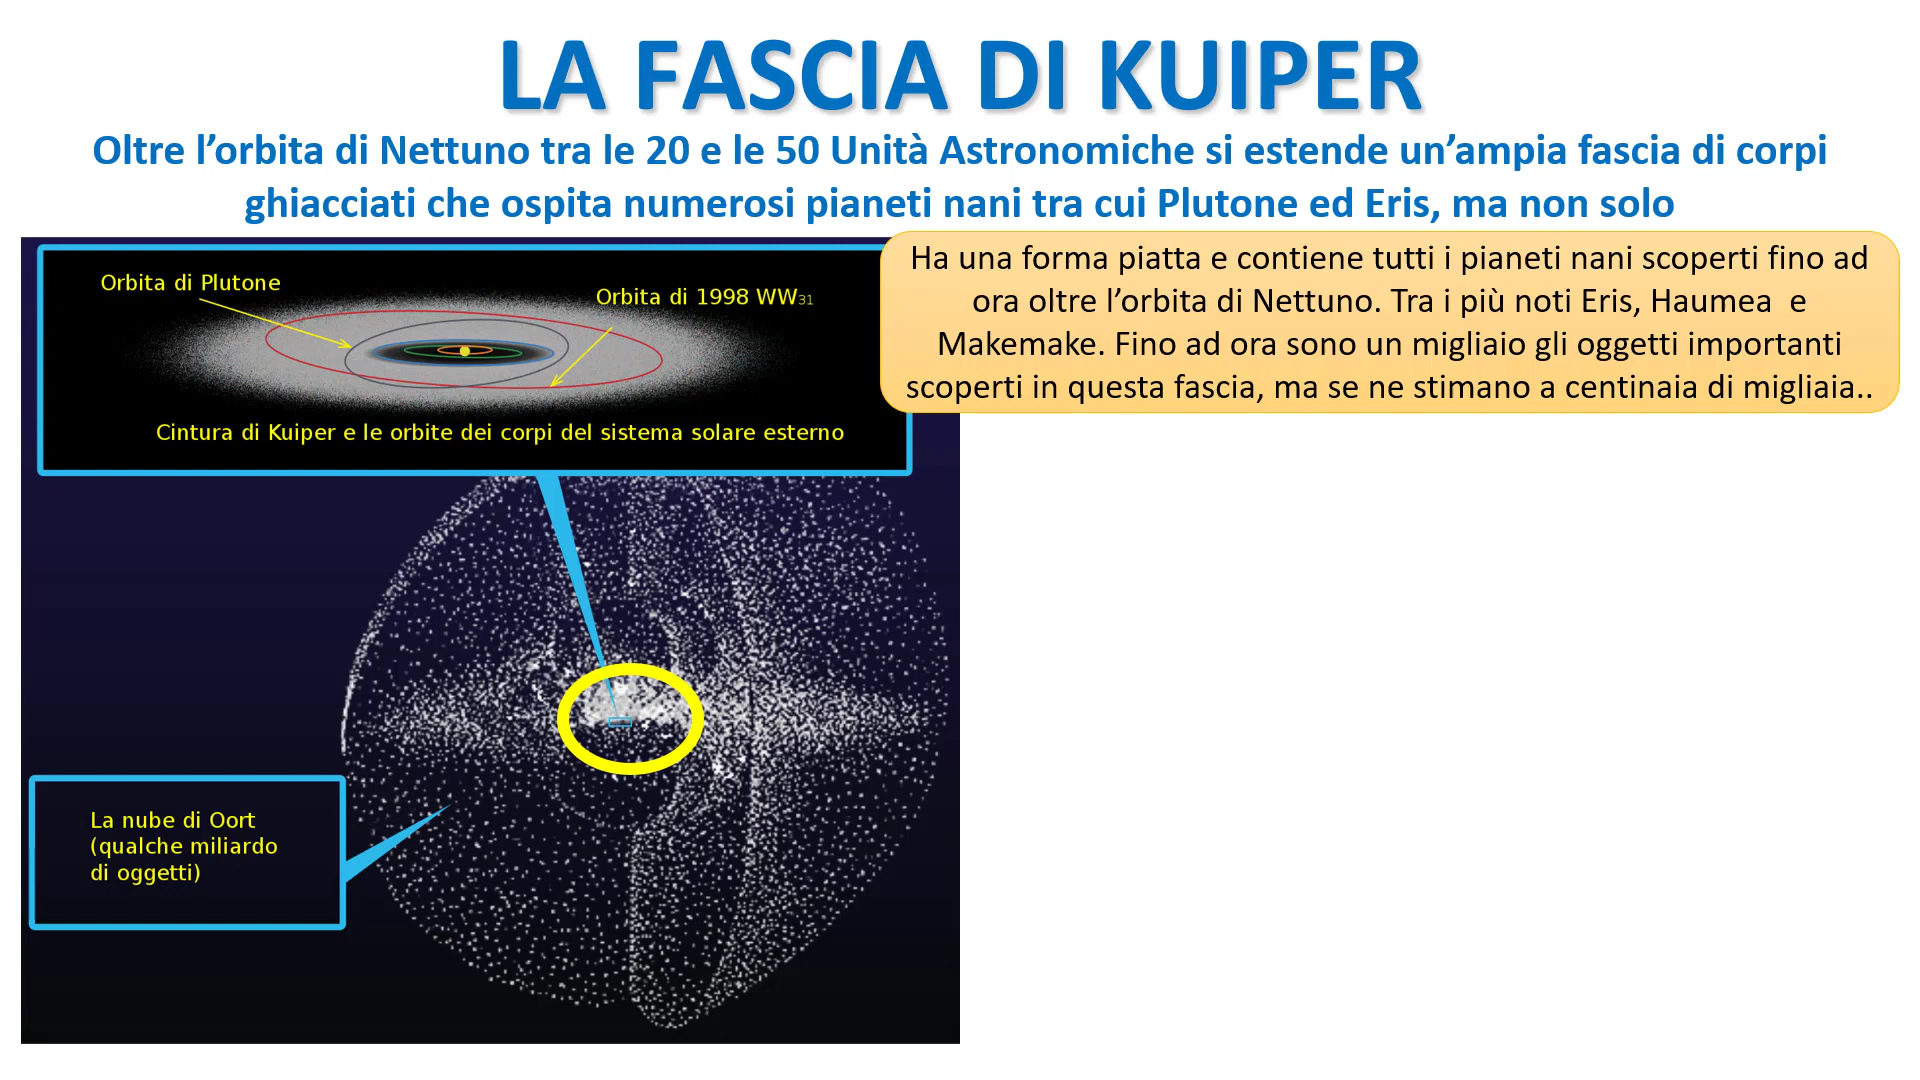 LA FASCIA DI KUIPER
Oltre l’orbita di Nettuno tra le 20 e le 50 Unità Astronomiche si estende un’ampia fascia di corpi
ghiacciati che ospita numerosi pianeti nani tra cui Plutone ed Eris, ma non solo
Ha una forma piatta e contiene tutti i pianeti nani scoperti fino ad
ora oltre l’orbita di Nettuno. Tra i più noti Eris, Haumea e
Makemake. Fino ad ora sono un migliaio gli oggetti importanti
scoperti in questa fascia, ma se ne stimano a centinaia di migliaia..
Orbita di Plutone
Orbita di 1998 WW₃₁
Cintura di Kuiper e le orbite dei corpi del sistema solare esterno
La nube di Oort
(qualche miliardo
di oggetti)